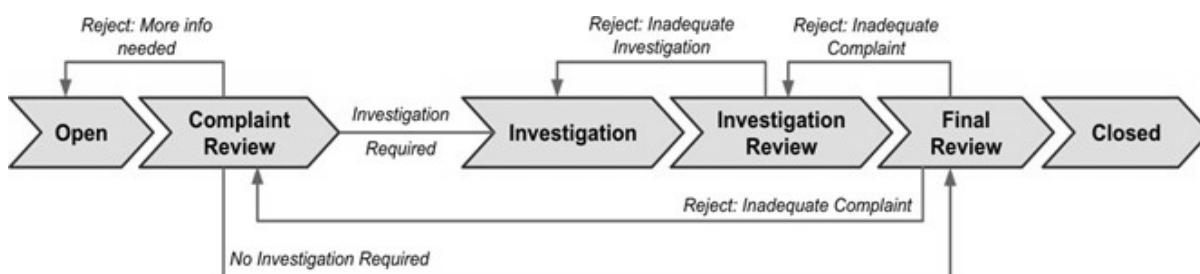 Reject: More info
needed
Reject: Inadequate
Investigation
Reject: Inadequate
Complaint
Open
Complaint
Review
Investigation
Required
Investigation
Investigation
Review
Final
Review
Closed
Reject: Inadequate Complaint
No Investigation Required